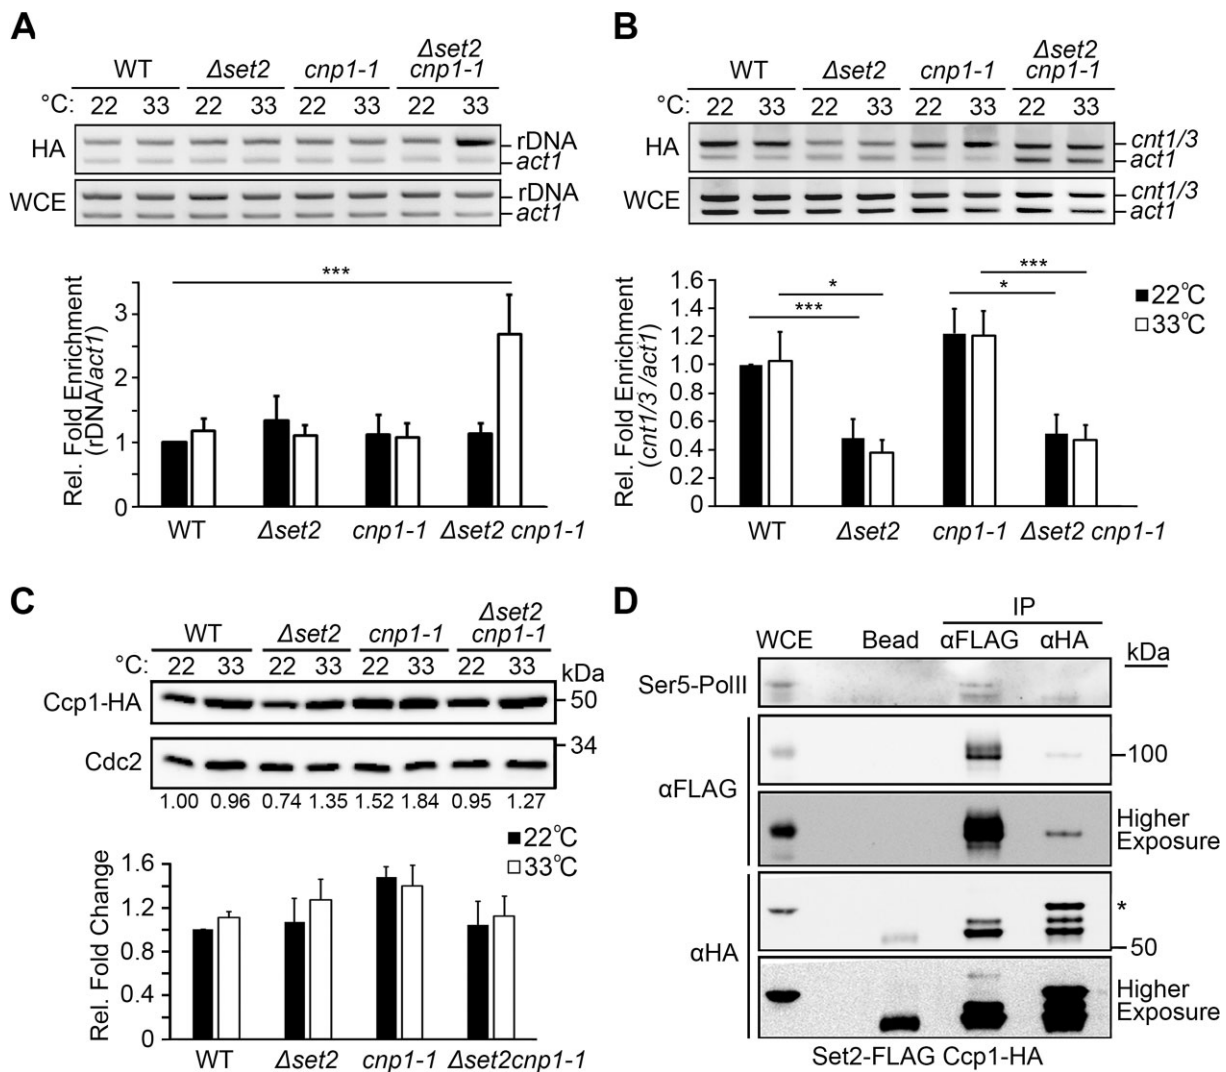 A
WT Δset2 cnp1-1 Δset2 cnp1-1
°C: 22 33 22 33 22 33 22 33
HA rDNA
act1
WCE rDNA
act1
***
Rel. Fold Enrichment
(rDNA/act1)
3
2
1
0
WT Δset2 cnp1-1 Δset2 cnp1-1
B
WT Δset2 cnp1-1 Δset2 cnp1-1
°C: 22 33 22 33 22 33 22 33
HA cnt1/3
act1
WCE cnt1/3
act1
* ***
*** *
22°C
33°C
Rel. Fold Enrichment
(cnt1/3 /act1)
1.6
1.4
1.2
1.0
0.8
0.6
0.4
0.2
0
WT Δset2 cnp1-1 Δset2 cnp1-1
C
WT Δset2 cnp1-1 Δset2 cnp1-1
°C: 22 33 22 33 22 33 22 33 kDa
Ccp1-HA 50
34
Cdc2
1.00 0.96 0.74 1.35 1.52 1.84 0.95 1.27
22°C
33°C
Rel. Fold Change
1.6
1.2
0.8
0.4
0
WT Δset2 cnp1-1 Δset2cnp1-1
D
IP
WCE Bead αFLAG αHA kDa
Ser5-PolII
αFLAG
100
Higher
Exposure
αHA
*
50
Higher
Exposure
Set2-FLAG Ccp1-HA